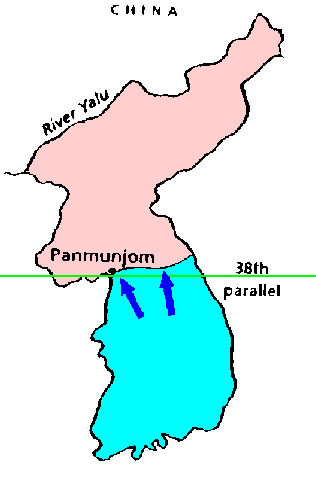 CHINA
River Yalu
Panmunjom
38th
parallel